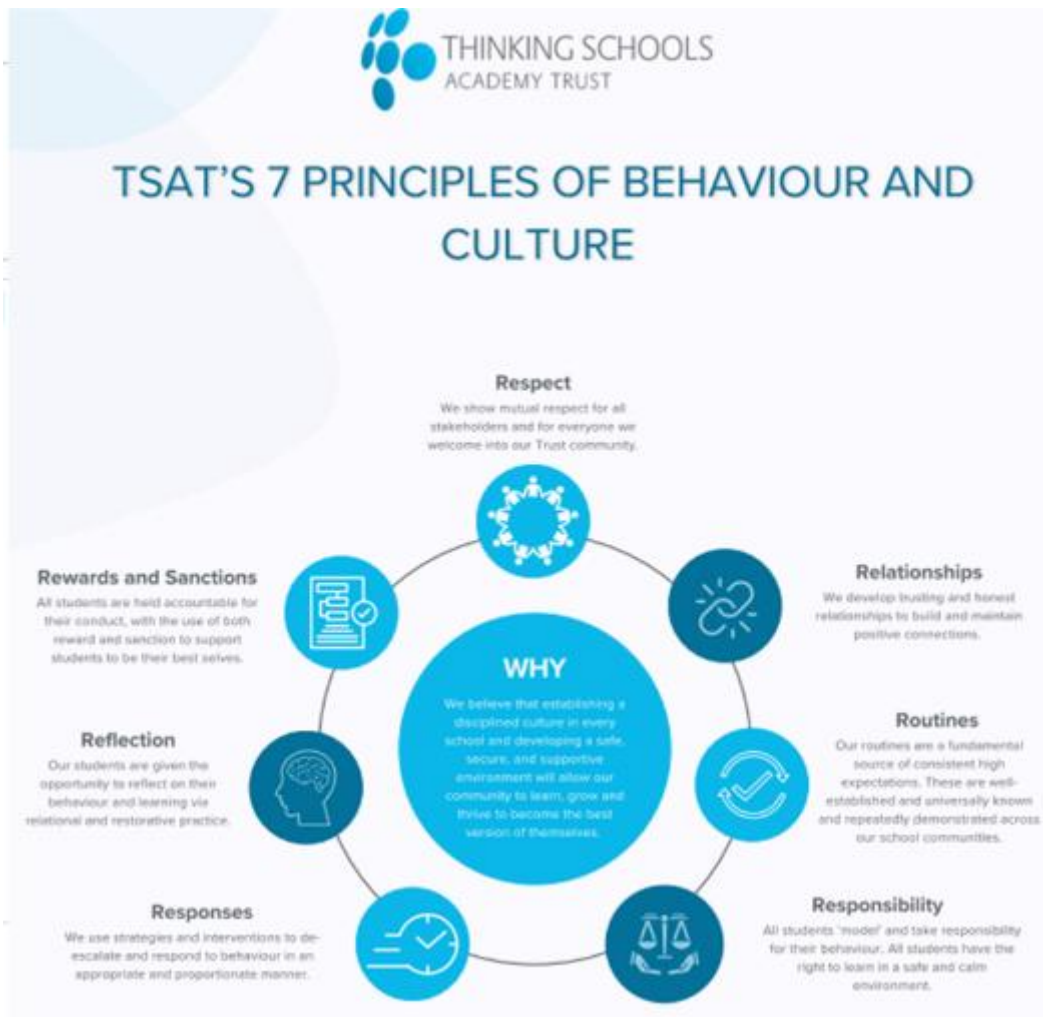 THINKING SCHOOLS
ACADEMY TRUST
TSAT'S 7 PRINCIPLES OF BEHAVIOUR AND
CULTURE
Respect
We show mutual respect for all
stakeholders and for everyone we
welcome into our Trust community.
Relationships
We develop trusting and honest
relationships to build and maintain
positive connections.
Routines
Our routines are a fundamental
source of consistent high
expectations. These are well-
established and universally known
and repeatedly demonstrated across
our school communities.
Responsibility
All students 'model' and take responsibility
for their behaviour. All students have the
right to learn in a safe and calm
environment.
Responses
We use strategies and interventions to de-
escalate and respond to behaviour in an
appropriate and proportionate manner.
Reflection
Our students are given the
opportunity to reflect on their
behaviour and learning via
relational and restorative practice.
Rewards and Sanctions
All students are held accountable for
their conduct, with the use of both
reward and sanction to support
students to be their best selves.
WHY
We believe that establishing a
disciplined culture in every
school and developing a safe,
secure, and supportive
environment will allow our
community to learn, grow and
thrive to become the best
version of themselves.